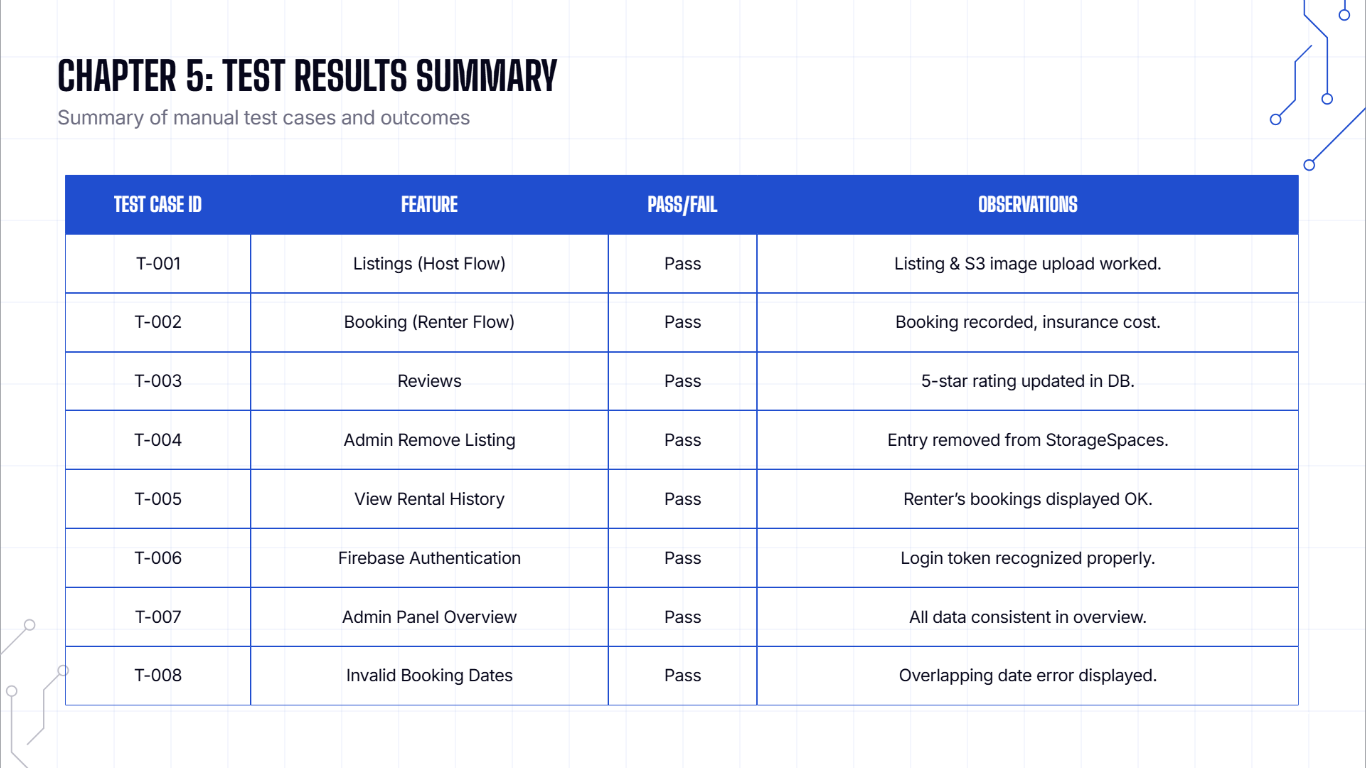 CHAPTER 5: TEST RESULTS SUMMARY
Summary of manual test cases and outcomes
TEST CASE ID FEATURE PASS/FAIL OBSERVATIONS
T-001 Listings (Host Flow) Pass Listing & S3 image upload worked.
T-002 Booking (Renter Flow) Pass Booking recorded, insurance cost.
T-003 Reviews Pass 5-star rating updated in DB.
T-004 Admin Remove Listing Pass Entry removed from StorageSpaces.
T-005 View Rental History Pass Renter’s bookings displayed OK.
T-006 Firebase Authentication Pass Login token recognized properly.
T-007 Admin Panel Overview Pass All data consistent in overview.
T-008 Invalid Booking Dates Pass Overlapping date error displayed.